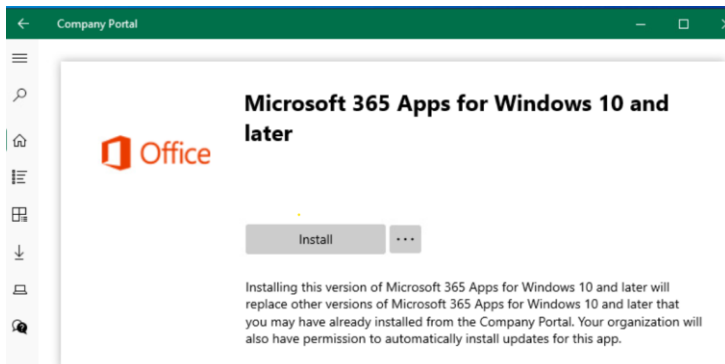 Company Portal
Microsoft 365 Apps for Windows 10 and
later
Office
Install
Installing this version of Microsoft 365 Apps for Windows 10 and later will
replace other versions of Microsoft 365 Apps for Windows 10 and later that
you may have already installed from the Company Portal. Your organization will
also have permission to automatically install updates for this app.